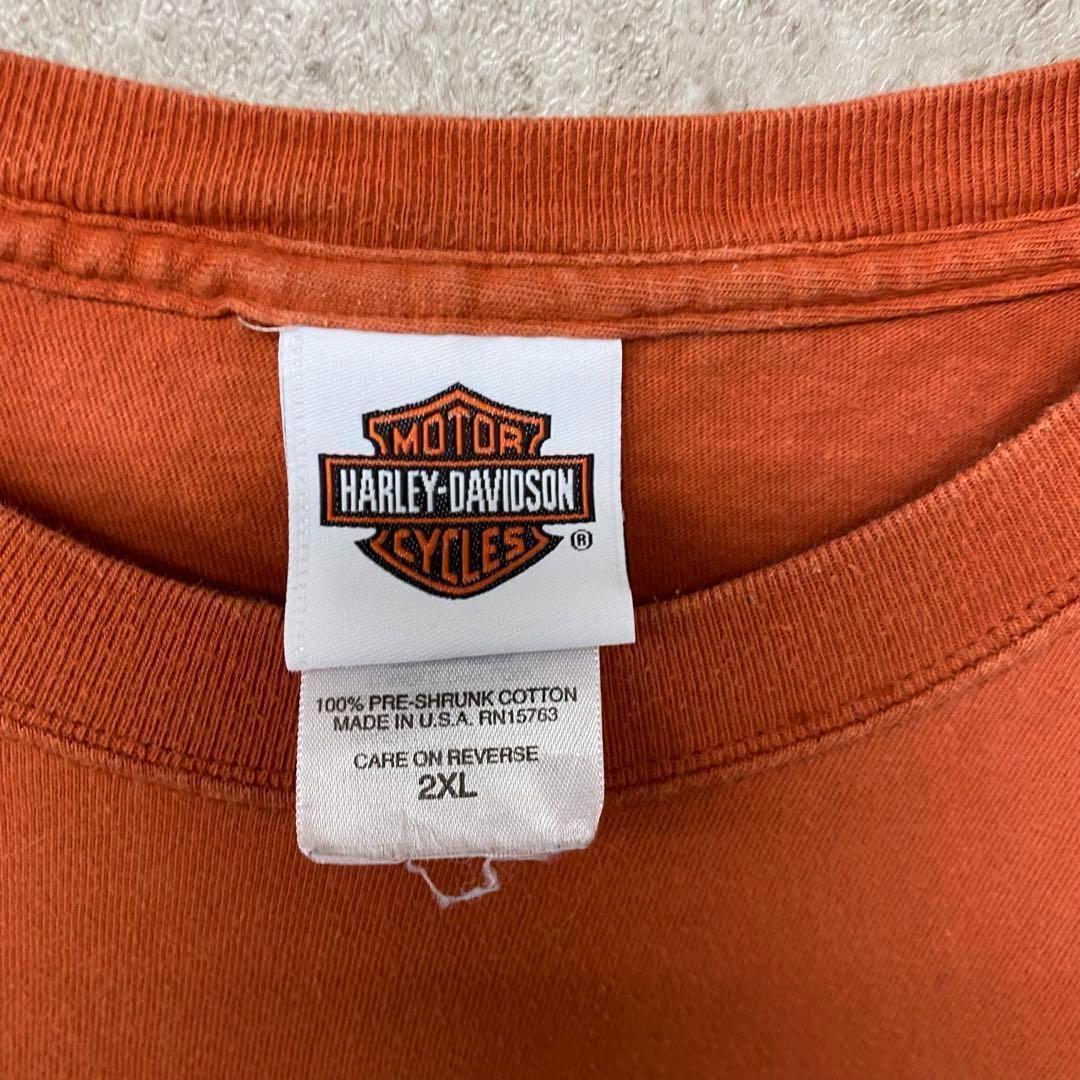 MOTOR
HARLEY-DAVIDSON
CYCLES ®
100% PRE-SHRUNK COTTON
MADE IN U.S.A. RN15763
CARE ON REVERSE
2XL